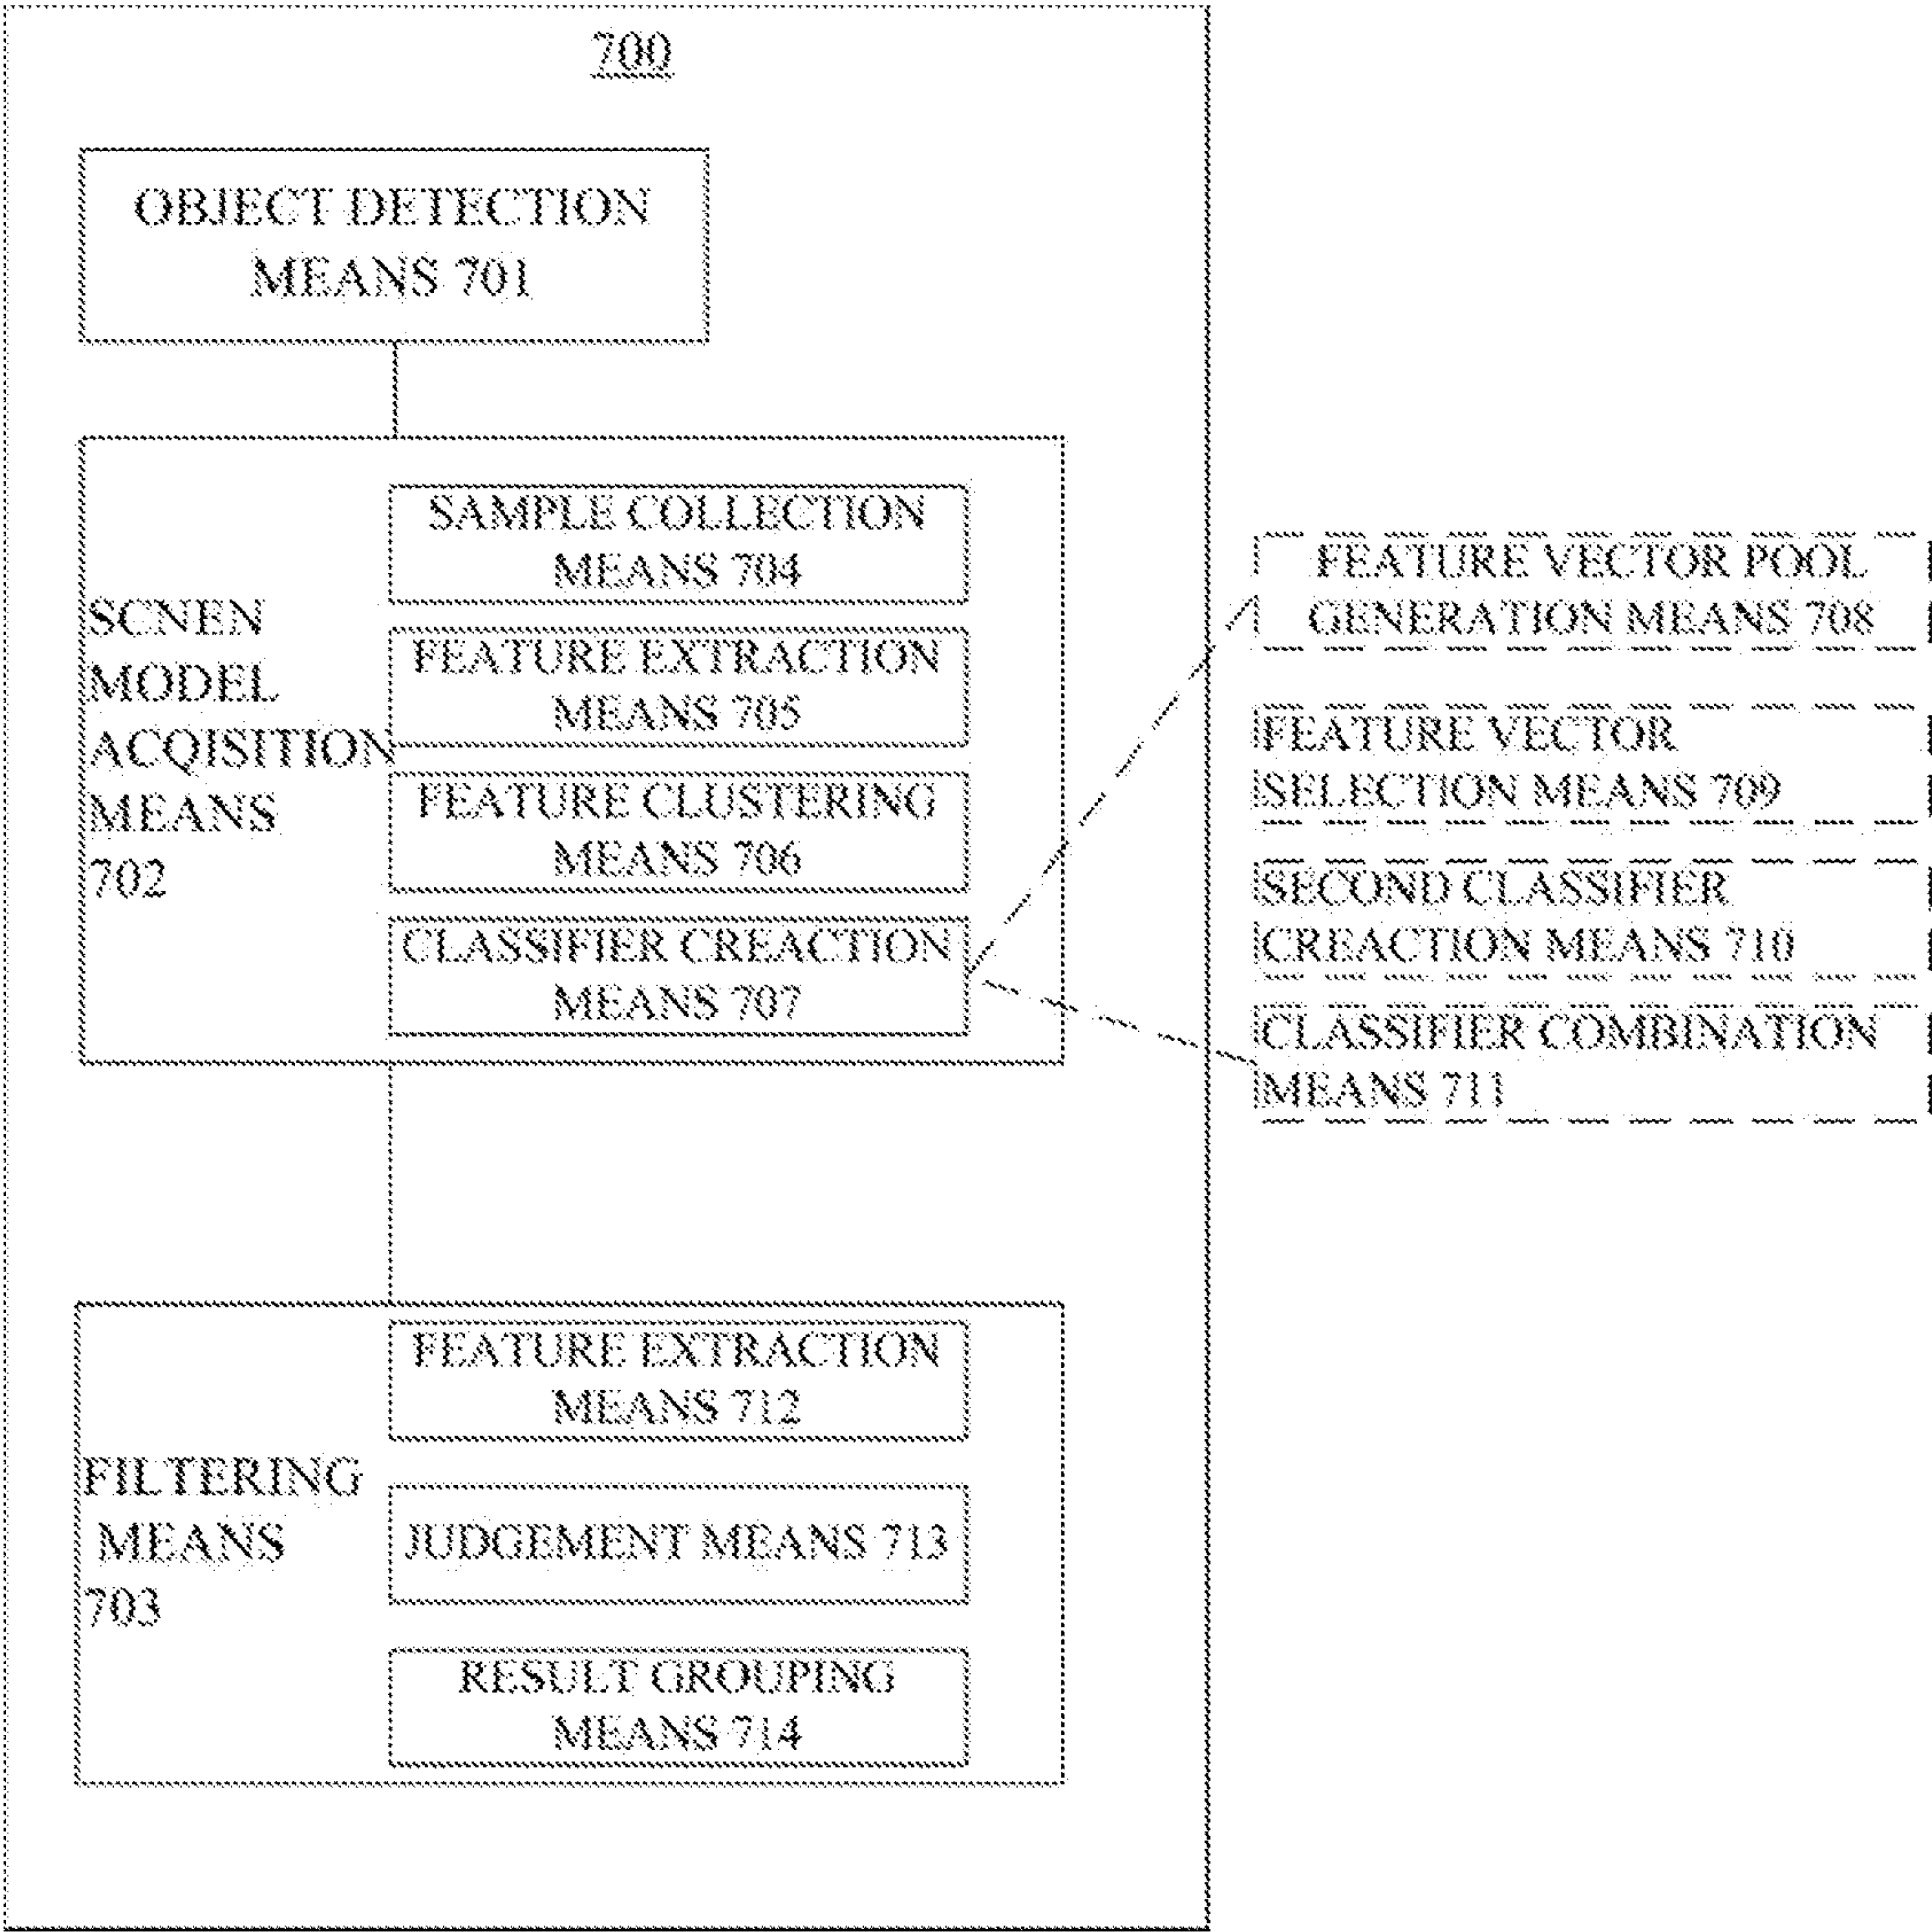 700
OBJECT DETECTION
MEANS 701
SCNEN
MODEL
ACQISITION
MEANS
702
SAMPLE COLLECTION
MEANS 704
FEATURE EXTRACTION
MEANS 705
FEATURE CLUSTERING
MEANS 706
CLASSIFIER CREACTION
MEANS 707
FEATURE VECTOR POOL
GENERATION MEANS 708
FEATURE VECTOR
SELECTION MEANS 709
SECOND CLASSIFIER
CREACTION MEANS 710
CLASSIFIER COMBINATION
MEANS 711
FILTERING
MEANS
703
FEATURE EXTRACTION
MEANS 712
JUDGEMENT MEANS 713
RESULT GROUPING
MEANS 714